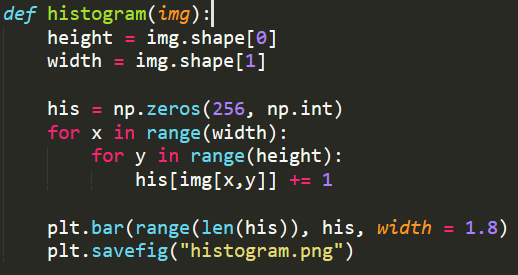 def histogram(img):
    height = img.shape[0]
    width = img.shape[1]

    his = np.zeros(256, np.int)
    for x in range(width):
        for y in range(height):
            his[img[x,y]] += 1

    plt.bar(range(len(his)), his, width = 1.8)
    plt.savefig("histogram.png")